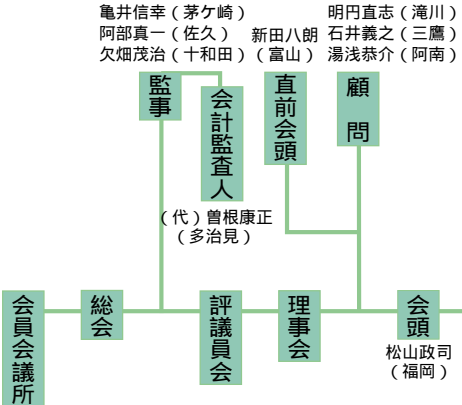 亀井信幸（茅ケ崎）
阿部真一（佐久）
欠畑茂治（十和田）
新田八朗
（富山）
明円直志（滝川）
石井義之（三鷹）
湯浅恭介（阿南）
監事
会計監査人
直前会頭
顧問
（代）曽根康正
（多治見）
会員会議所
総会
評議員会
理事会
会頭
松山政司
（福岡）